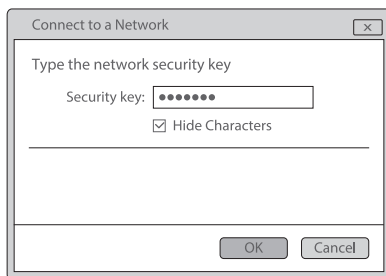 Connect to a Network
Type the network security key
Security key: ●●●●●●●
Hide Characters
OK Cancel